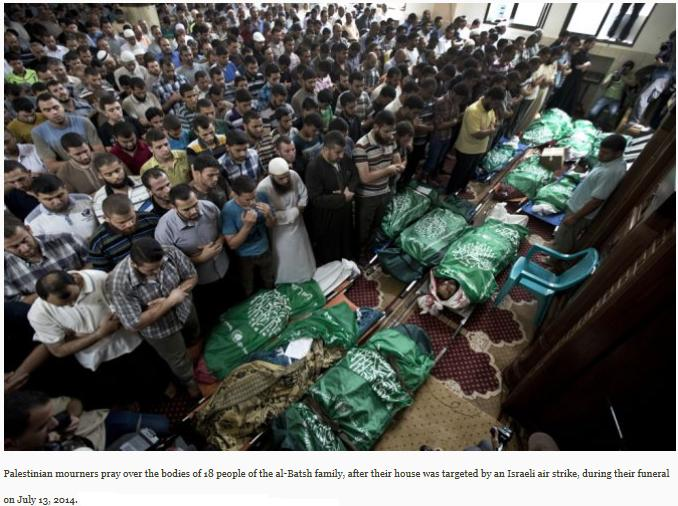 Palestinian mourners pray over the bodies of 18 people of the al-Batsh family, after their house was targeted by an Israeli air strike, during their funeral
on July 13, 2014.